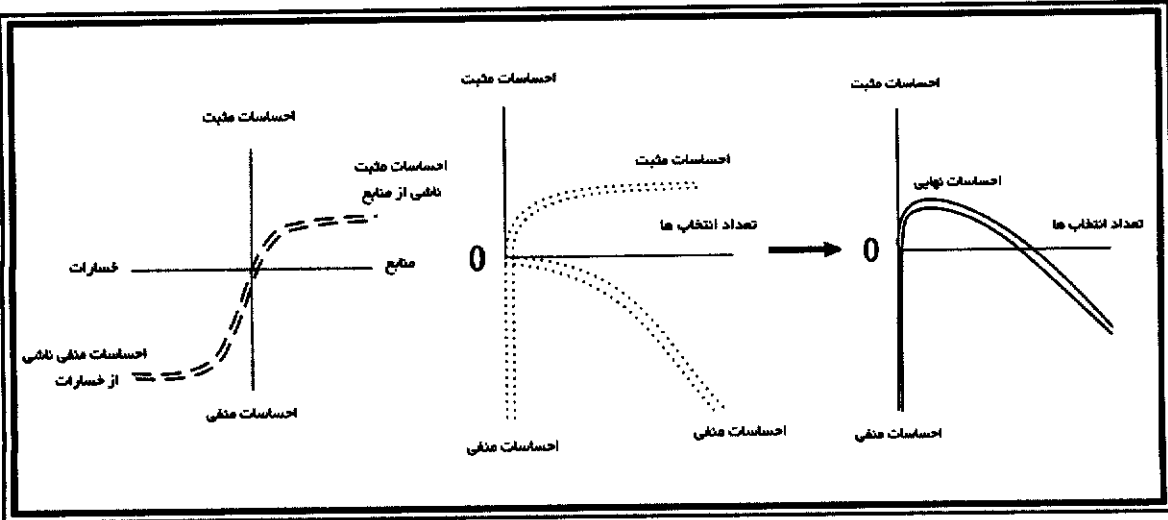 احساسات مثبت
احساسات مثبت
ناشی از منابع
خسارات
منابع
احساسات منفی ناشی
از خسارات
احساسات منفی
احساسات مثبت
احساسات مثبت
تعداد انتخاب ها
0
احساسات منفی
احساسات منفی
احساسات مثبت
احساسات نهایی
تعداد انتخاب ها
0
احساسات منفی